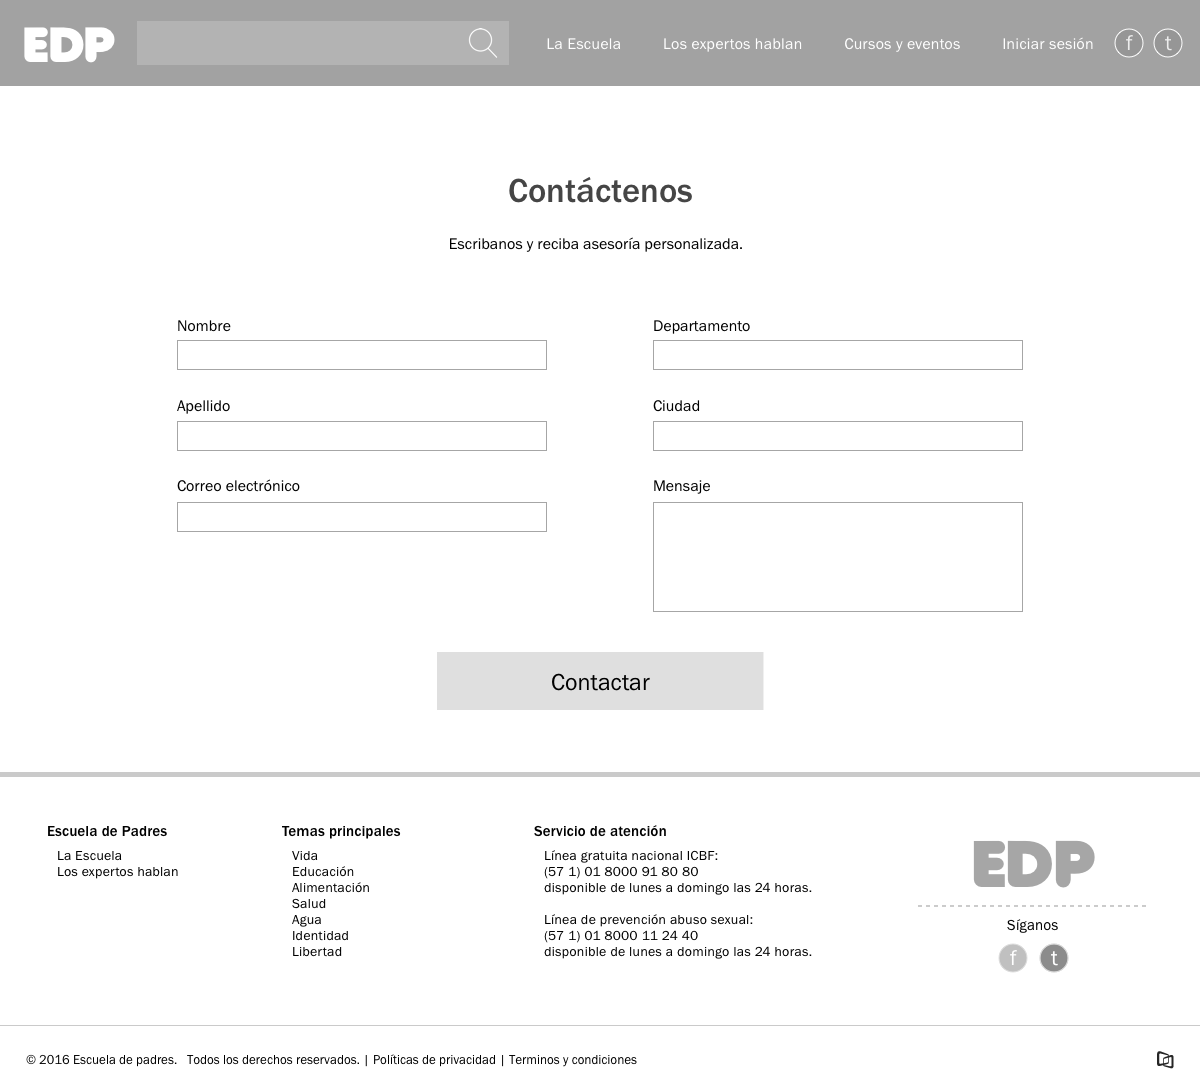 EDP
La Escuela
Los expertos hablan
Cursos y eventos
Iniciar sesión
f
t
Contáctenos
Escribanos y reciba asesoría personalizada.
Nombre
Departamento
Apellido
Ciudad
Correo electrónico
Mensaje
Contactar
Escuela de Padres
La Escuela
Los expertos hablan
Temas principales
Vida
Educación
Alimentación
Salud
Agua
Identidad
Libertad
Servicio de atención
Línea gratuita nacional ICBF:
(57 1) 01 8000 91 80 80
disponible de lunes a domingo las 24 horas.
Línea de prevención abuso sexual:
(57 1) 01 8000 11 24 40
disponible de lunes a domingo las 24 horas.
EDP
Síganos
f
t
© 2016 Escuela de padres. Todos los derechos reservados. | Políticas de privacidad | Terminos y condiciones